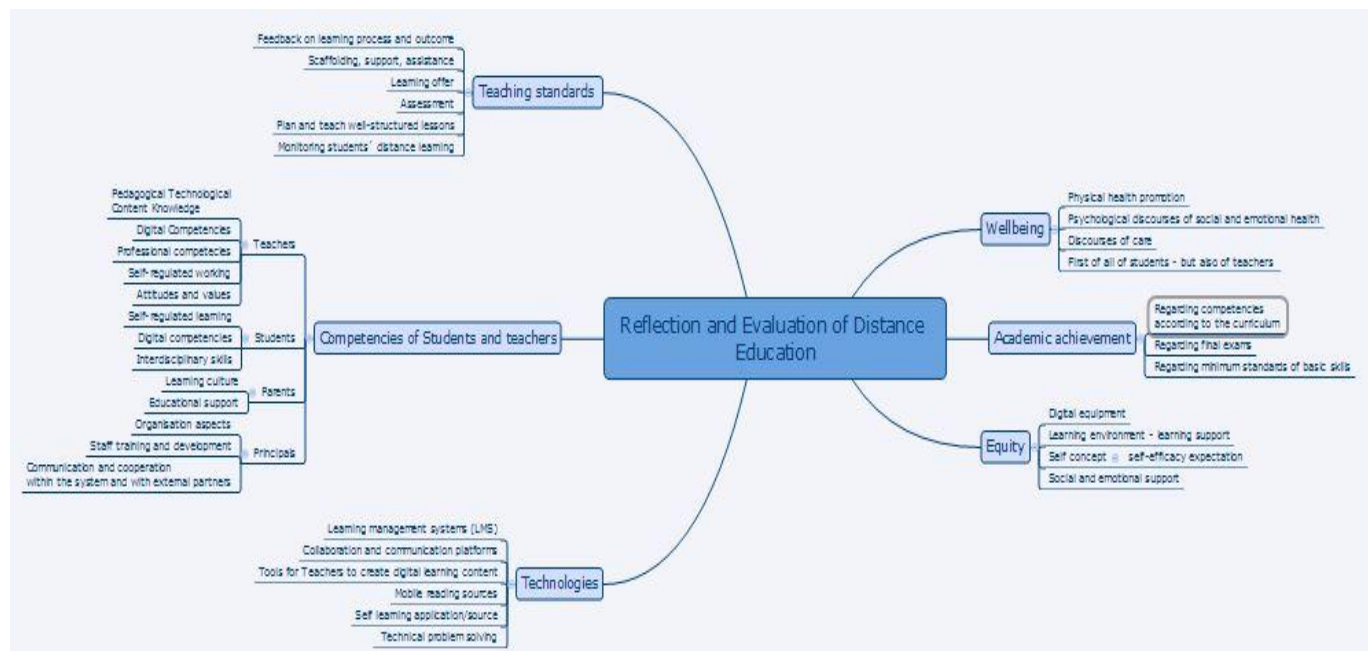 Feedback on learning process and outcome
Scaffolding, support, assistance
Learning offer
Assessment
Plan and teach well-structured lessons
Monitoring students´ distance learning
Teaching standards
Pedagogical Technological
Content Knowledge
Digital Competencies
Professional competecies
Self-regulated working
Attitudes and values
Teachers
Self-regulated learning
Digital competencies
Interdisciplinary skills
Students
Learning culture
Educational support
Parents
Organisation aspects
Staff training and development
Communication and cooperation
within the system and with external partners
Principals
Competencies of Students and teachers
Learning management systems (LMS)
Collaboration and communication platforms
Tools for Teachers to create digital learning content
Mobile reading sources
Self learning application/source
Technical problem solving
Technologies
Reflection and Evaluation of Distance
Education
Wellbeing
Physical health promotion
Psychological discourses of social and emotional health
Discourses of care
First of all of students - but also of teachers
Academic achievement
Regarding competencies
according to the curriculum
Regarding final exams
Regarding minimum standards of basic skills
Equity
Digital equipment
Learning environment - learning support
Self concept self-efficacy expectation
Social and emotional support